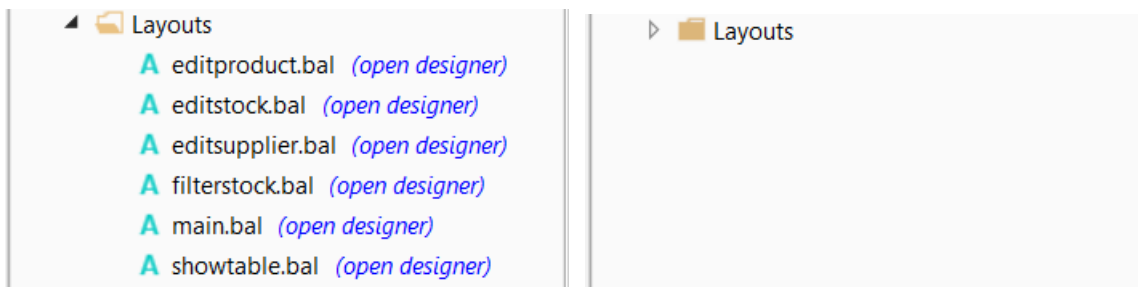 Layouts
A editproduct.bal (open designer)
A editstock.bal (open designer)
A editsupplier.bal (open designer)
A filterstock.bal (open designer)
A main.bal (open designer)
A showtable.bal (open designer)
Layouts